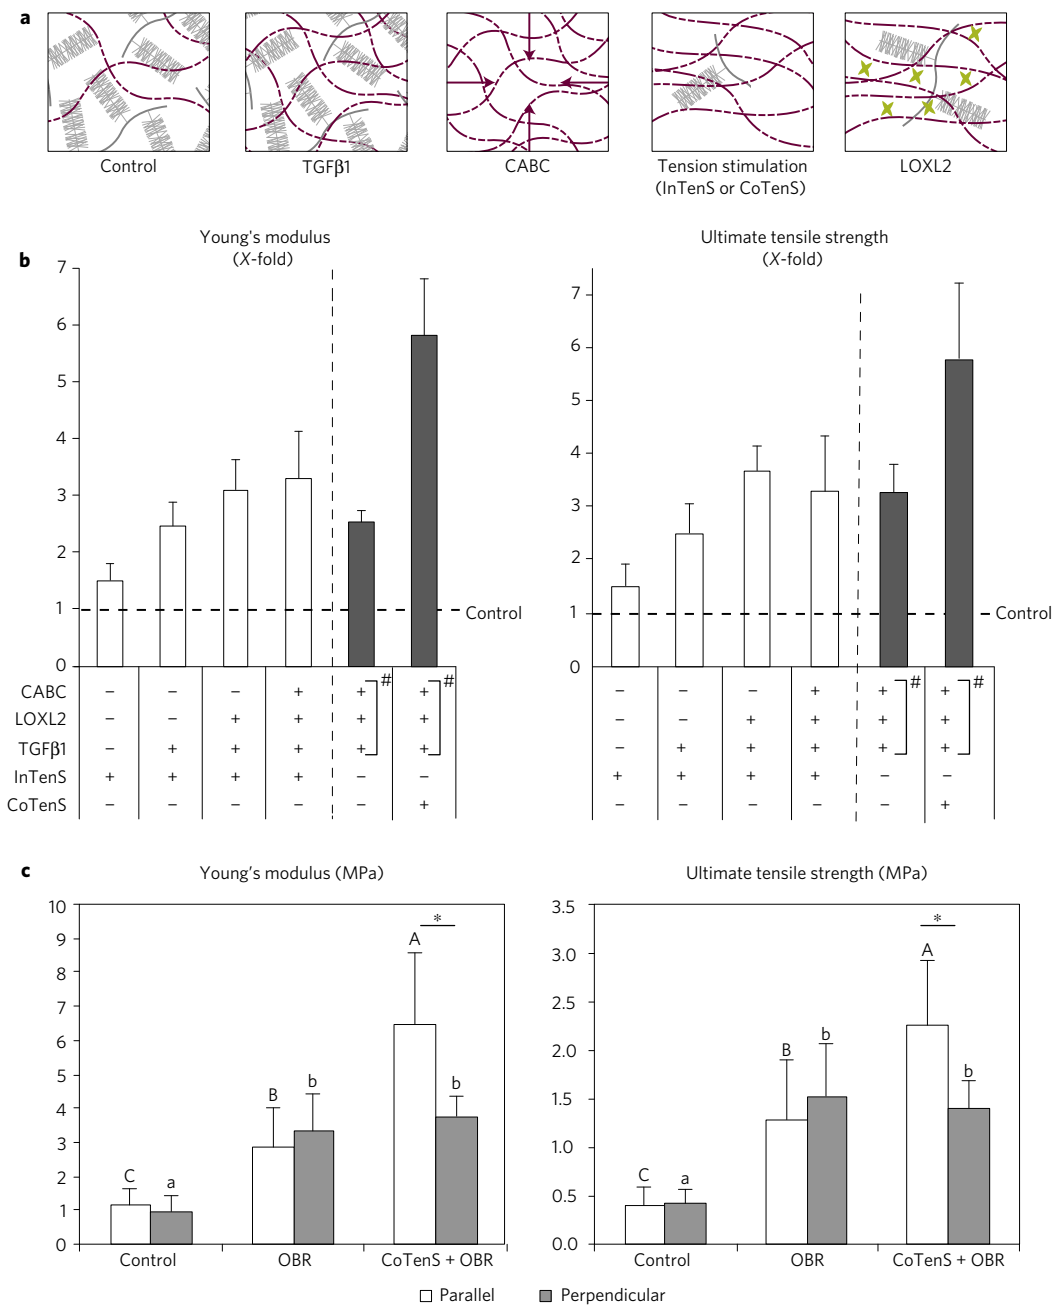 a
Control
TGFβ1
CABC
Tension stimulation
(InTenS or CoTenS)
LOXL2
b
Young's modulus
(X-fold)
7
6
5
4
3
2
1
0
Control
CABC – – – + + + #  #
LOXL2 – – + + + +
TGFβ1 – + + + + +
InTenS + + + + – –
CoTenS – – – – – +
Ultimate tensile strength
(X-fold)
7
6
5
4
3
2
1
0
Control
– – – + + + # #
– – + + + +
– + + + + +
+ + + + – –
– – – – – +
c
Young's modulus (MPa)
10
9
8
7
6
5
4
3
2
1
0
C
a
B
b
A
*
b
Control
OBR
CoTenS + OBR
Ultimate tensile strength (MPa)
3.5
3.0
2.5
2.0
1.5
1.0
0.5
0.0
C
a
B
b
A
*
b
Control
OBR
CoTenS + OBR
Parallel
Perpendicular